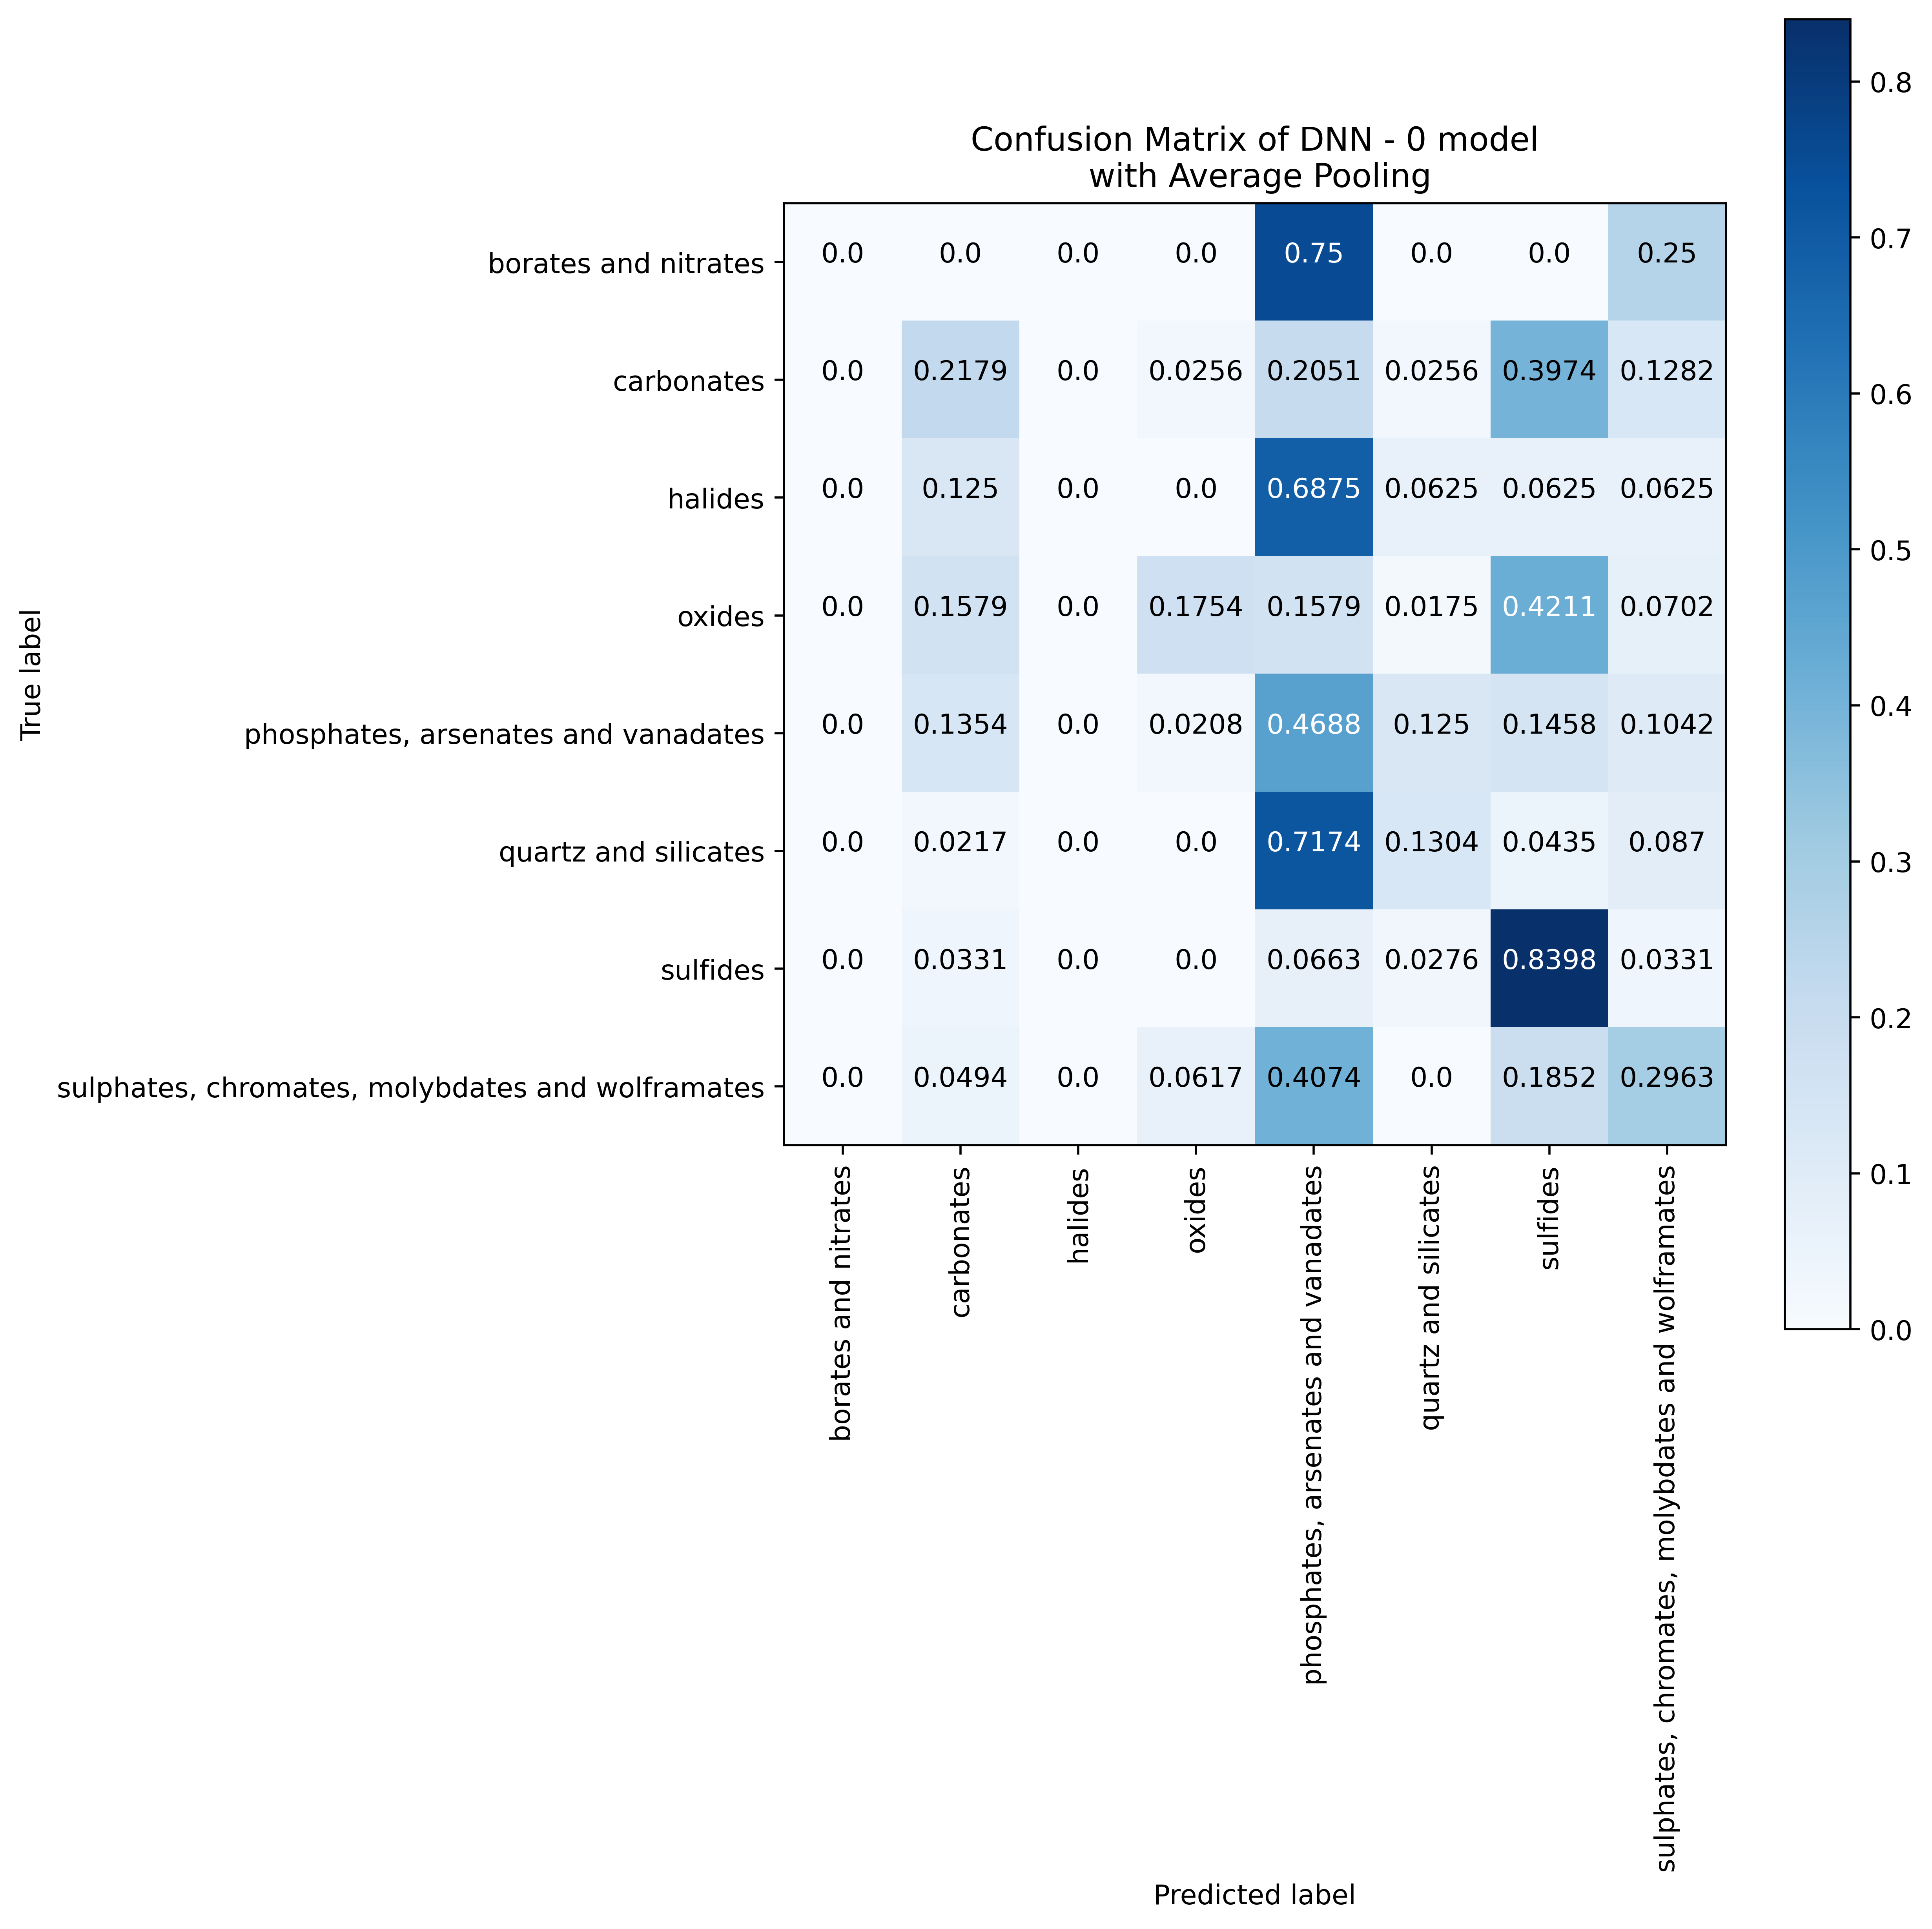 Confusion Matrix of DNN - 0 model
with Average Pooling
True label
borates and nitrates 0.0 0.0 0.0 0.0 0.75 0.0 0.0 0.25
carbonates 0.0 0.2179 0.0 0.0256 0.2051 0.0256 0.3974 0.1282
halides 0.0 0.125 0.0 0.0 0.6875 0.0625 0.0625 0.0625
oxides 0.0 0.1579 0.0 0.1754 0.1579 0.0175 0.4211 0.0702
phosphates, arsenates and vanadates 0.0 0.1354 0.0 0.0208 0.4688 0.125 0.1458 0.1042
quartz and silicates 0.0 0.0217 0.0 0.0 0.7174 0.1304 0.0435 0.087
sulfides 0.0 0.0331 0.0 0.0 0.0663 0.0276 0.8398 0.0331
sulphates, chromates, molybdates and wolframates 0.0 0.0494 0.0 0.0617 0.4074 0.0 0.1852 0.2963
borates and nitrates
carbonates
halides
oxides
phosphates, arsenates and vanadates
quartz and silicates
sulfides
sulphates, chromates, molybdates and wolframates
Predicted label
0.8
0.7
0.6
0.5
0.4
0.3
0.2
0.1
0.0